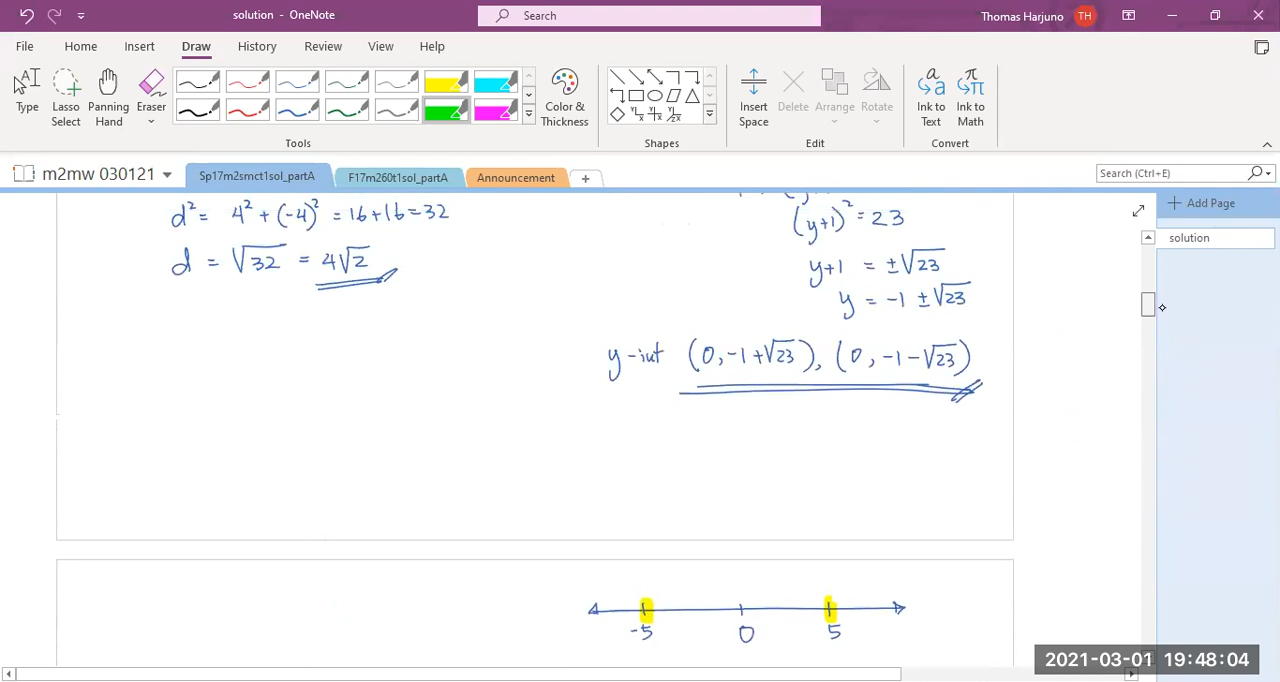 solution - OneNote
Search
Thomas Harjuno
TH
File Home Insert Draw History Review View Help
Type
Lasso Select
Panning Hand
Eraser
Color & Thickness
Insert Space
Delete
Arrange
Rotate
Ink to Text
Ink to Math
Tools
Shapes
Edit
Convert
m2mw 030121
Sp17m2smct1sol_partA
F17m260t1sol_partA
Announcement
Search (Ctrl+E)
Add Page
solution
d² = 4² + (-4)² = 16+16 = 32
d = √32 = 4√2
(y+1)² = 23
y+1 = ±√23
y = -1 ±√23
y-int (0, -1+√23), (0, -1-√23)
-5 0 5
2021-03-01 19:48:04